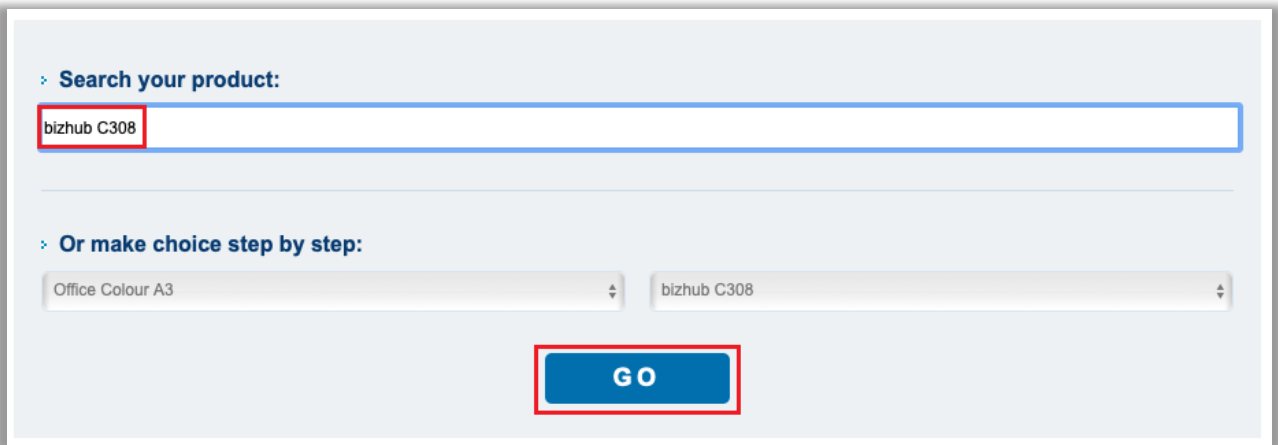 Search your product:
bizhub C308
Or make choice step by step:
Office Colour A3
bizhub C308
GO